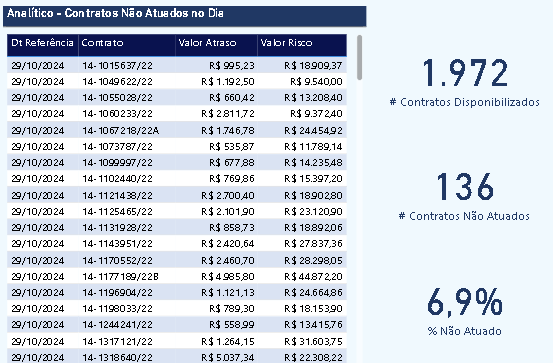 Analítico - Contratos Não Atuados no Dia
Dt Referência Contrato Valor Atraso Valor Risco
29/10/2024 14-1015637/22 R$ 995,23 R$ 18.909,37
29/10/2024 14-1049622/22 R$ 1.192,50 R$ 9.540,00
29/10/2024 14-1055028/22 R$ 660,42 R$ 13.208,40
29/10/2024 14-1060233/22 R$ 2.811,72 R$ 9.372,40
29/10/2024 14-1067218/22A R$ 1.746,78 R$ 24.454,92
29/10/2024 14-1073787/22 R$ 535,87 R$ 11.789,14
29/10/2024 14-1099997/22 R$ 677,88 R$ 14.235,48
29/10/2024 14-1102440/22 R$ 769,86 R$ 15.397,20
29/10/2024 14-1121438/22 R$ 2.700,40 R$ 18.902,80
29/10/2024 14-1125465/22 R$ 2.101,90 R$ 23.120,90
29/10/2024 14-1131928/22 R$ 858,73 R$ 18.892,06
29/10/2024 14-1143951/22 R$ 2.420,64 R$ 27.837,36
29/10/2024 14-1170552/22 R$ 2.460,70 R$ 28.298,05
29/10/2024 14-1177189/22B R$ 4.985,80 R$ 44.872,20
29/10/2024 14-1196904/22 R$ 1.121,13 R$ 24.664,86
29/10/2024 14-1198033/22 R$ 789,30 R$ 18.153,90
29/10/2024 14-1244241/22 R$ 558,99 R$ 13.415,76
29/10/2024 14-1317121/22 R$ 1.264,15 R$ 31.603,75
29/10/2024 14-1318640/22 R$ 5.037,34 R$ 22.308,22
1.972
# Contratos Disponibilizados
136
# Contratos Não Atuados
6,9%
% Não Atuado